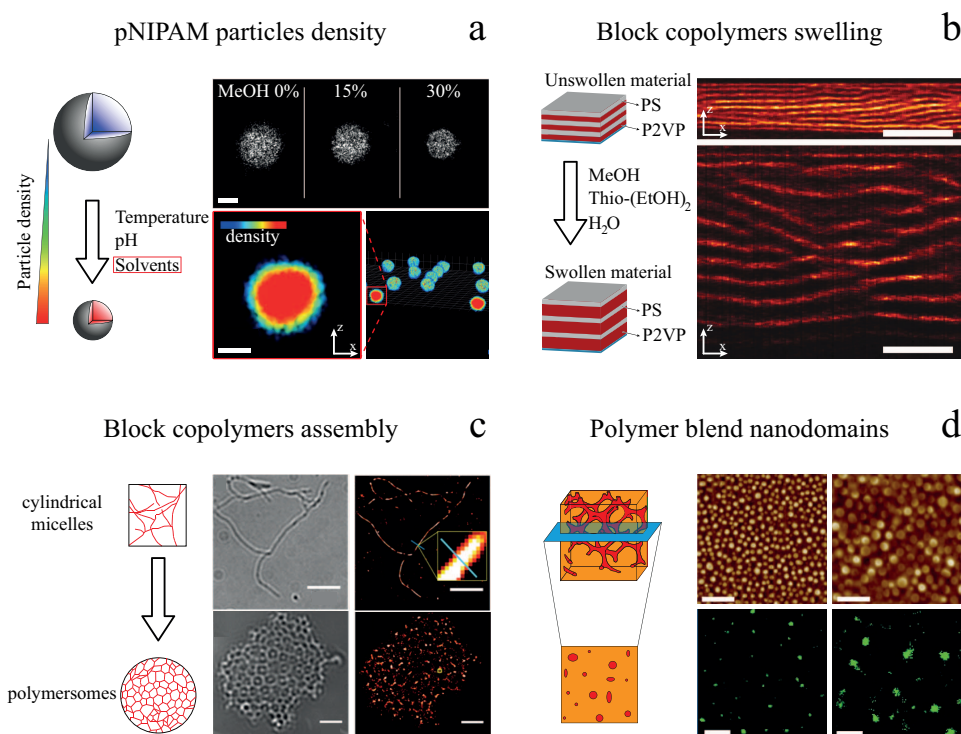 pNIPAM particles density
a
MeOH 0%
15%
30%
Particle density
Temperature
pH
Solvents
density
z
x
Block copolymers swelling
b
Unswollen material
PS
P2VP
z
x
MeOH
Thio-(EtOH)₂
H₂O
Swollen material
PS
P2VP
z
x
Block copolymers assembly
c
cylindrical
micelles
polymersomes
Polymer blend nanodomains
d